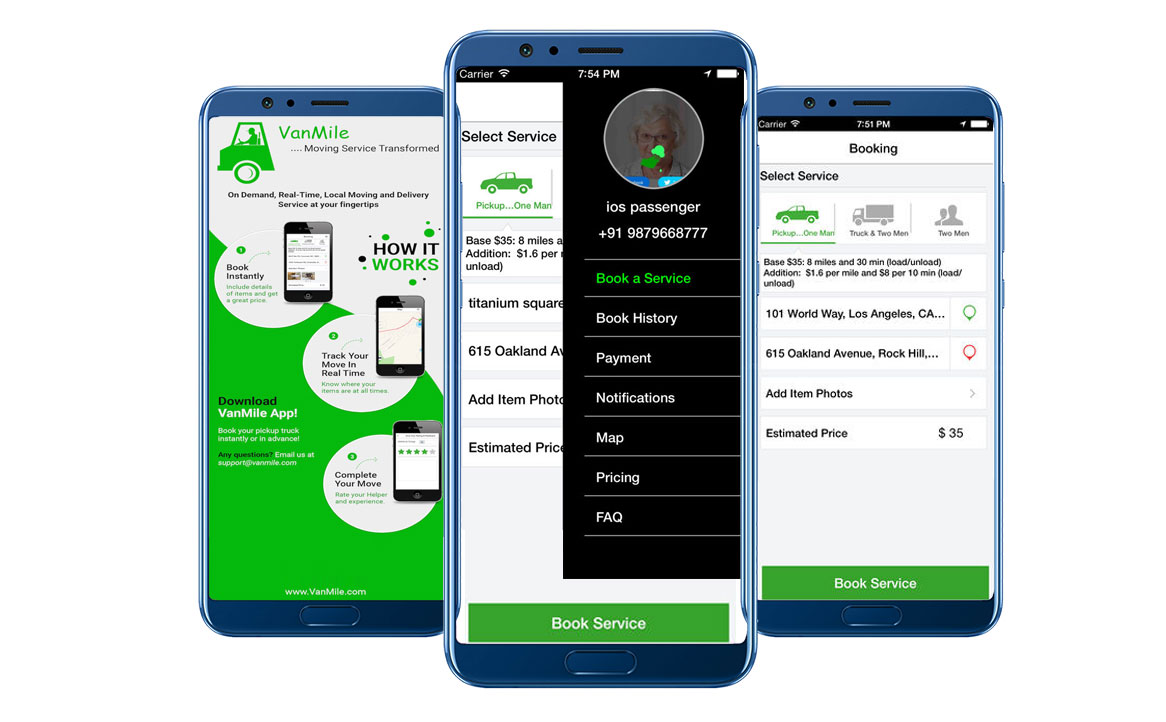 VanMile
.... Moving Service Transformed
On Demand, Real-Time, Local Moving and Delivery
Service at your fingertips
HOW IT
WORKS
1
Book
Instantly
Include details
of items and get
a great price.
2
Track Your
Move In
Real Time
Know where your
items are at all times.
Download
VanMile App!
Book your pickup truck
instantly or in advance!
Any questions? Email us at
support@vanmile.com
3
Complete
Your Move
Rate your Helper
and experience.
www.VanMile.com
Carrier
7:54 PM
Select Service
Pickup...One Man
Base $35: 8 miles a
Addition: $1.6 per
unload)
titanium square
615 Oakland Av
Add Item Photo
Estimated Price
Book Service
ios passenger
+91 9879668777
Book a Service
Book History
Payment
Notifications
Map
Pricing
FAQ
Carrier
7:51 PM
Booking
Select Service
Pickup...One Man
Truck & Two Men
Two Men
Base $35: 8 miles and 30 min (load/unload)
Addition: $1.6 per mile and $8 per 10 min (load/
unload)
101 World Way, Los Angeles, CA...
615 Oakland Avenue, Rock Hill,...
Add Item Photos
Estimated Price
$ 35
Book Service